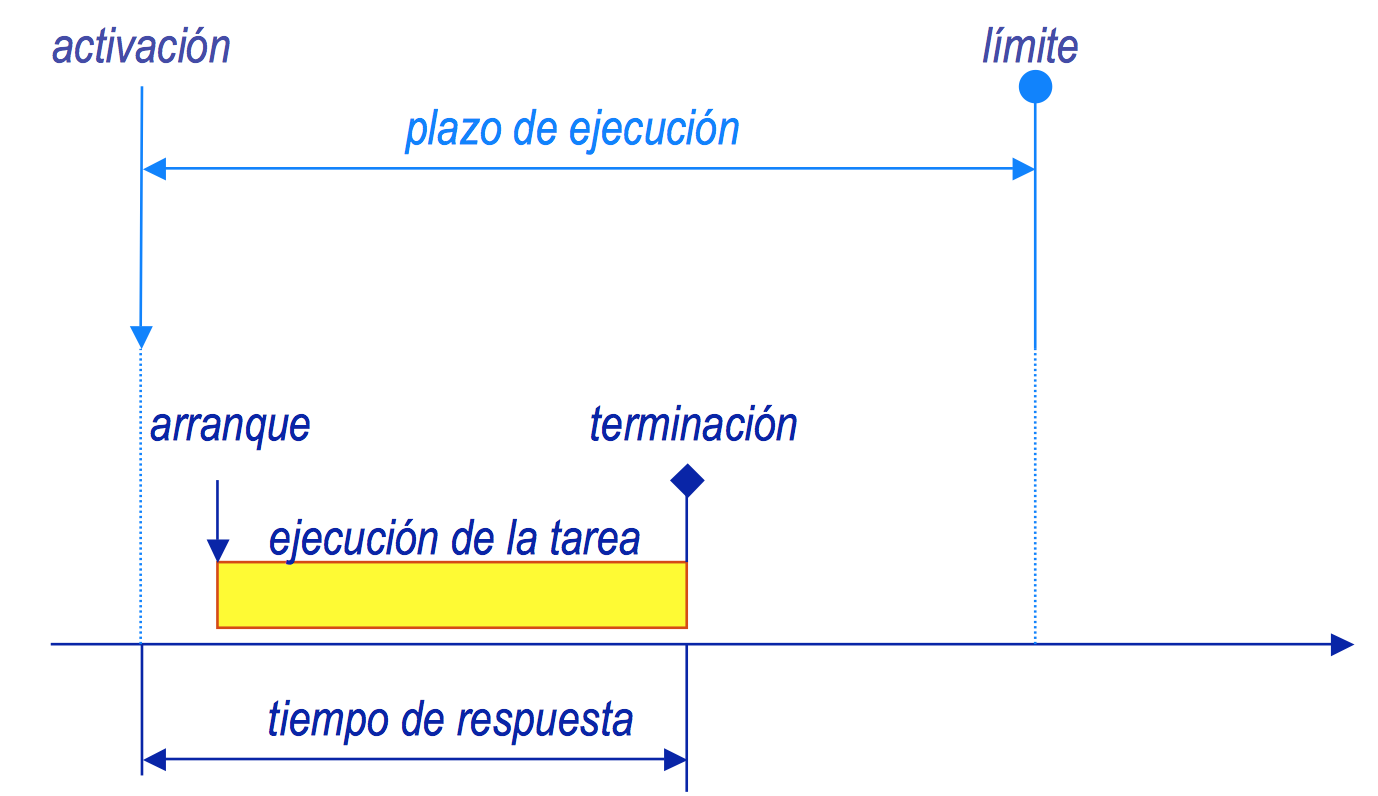 activación
límite
plazo de ejecución
arranque
terminación
ejecución de la tarea
tiempo de respuesta